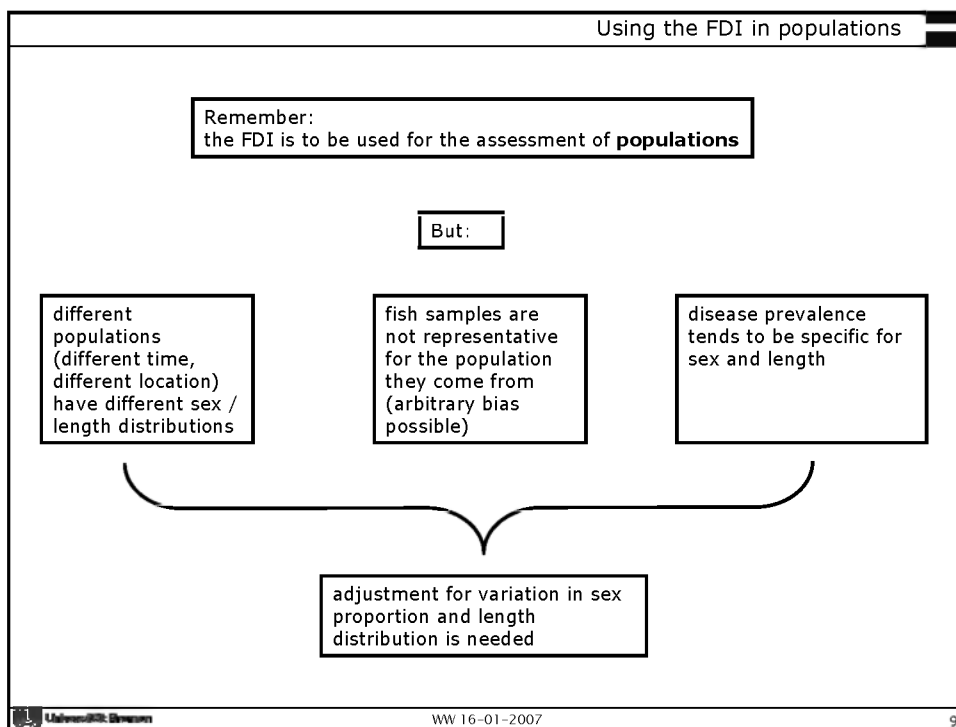 Using the FDI in populations
Remember:
the FDI is to be used for the assessment of populations
But:
different
populations
(different time,
different location)
have different sex /
length distributions
fish samples are
not representative
for the population
they come from
(arbitrary bias
possible)
disease prevalence
tends to be specific for
sex and length
adjustment for variation in sex
proportion and length
distribution is needed
Universität Bremen
WW 16-01-2007
9